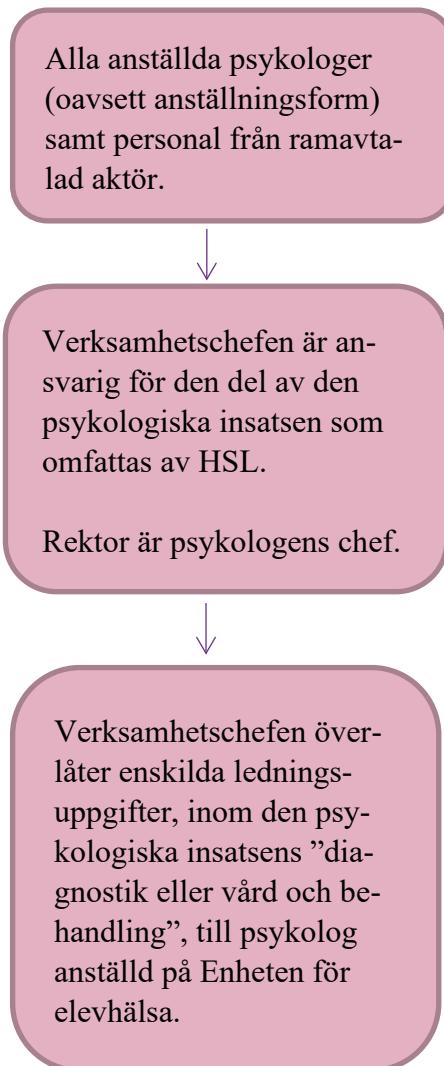 Alla anställda psykologer
(oavsett anställningsform)
samt personal från ramavta-
lad aktör.
Verksamhetschefen är an-
svarig för den del av den
psykologiska insatsen som
omfattas av HSL.
Rektor är psykologens chef.
Verksamhetschefen över-
låter enskilda lednings-
uppgifter, inom den psy-
kologiska insatsens ”dia-
gnostik eller vård och be-
handling”, till psykolog
anställd på Enheten för
elevhälsa.